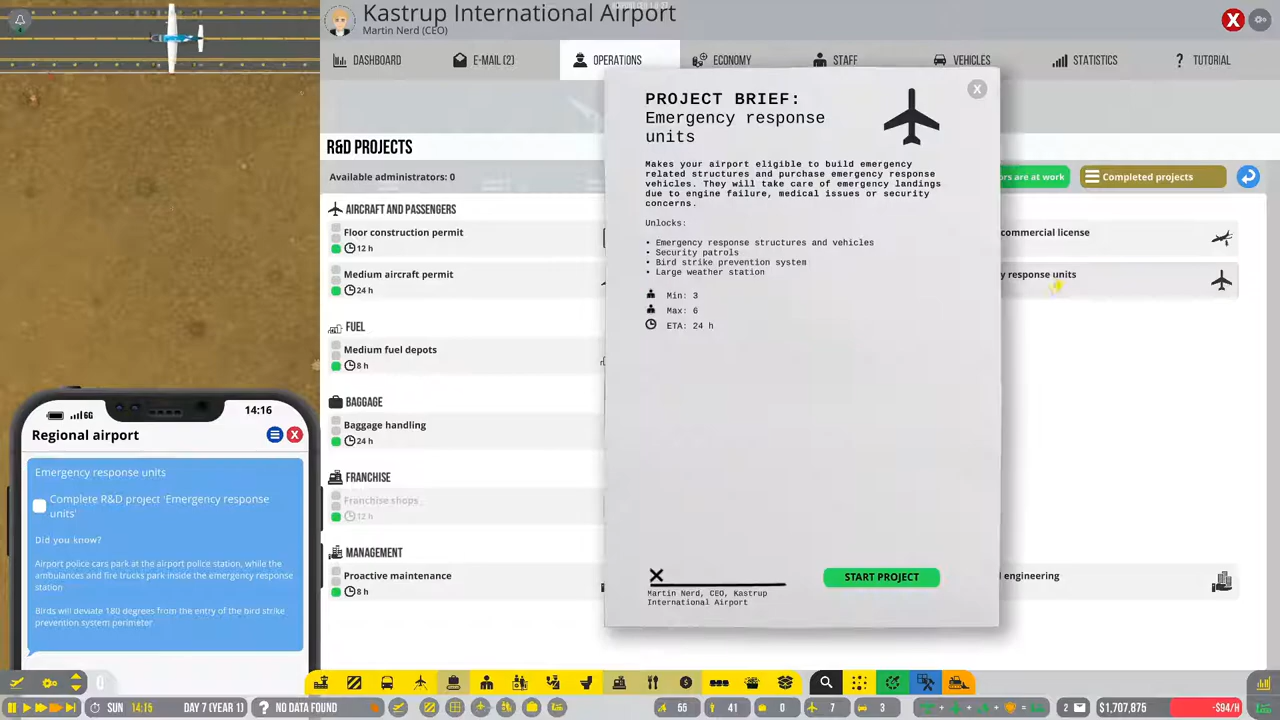 Kastrup International Airport
Martin Nerd (CEO)
X
DASHBOARD
E-MAIL (2)
OPERATIONS
ECONOMY
STAFF
VEHICLES
STATISTICS
? TUTORIAL
R&D PROJECTS
Available administrators: 0
ors are at work
Completed projects
AIRCRAFT AND PASSENGERS
Floor construction permit
12 h
Medium aircraft permit
24 h
FUEL
Medium fuel depots
8 h
BAGGAGE
Baggage handling
24 h
FRANCHISE
Franchise shops
12 h
MANAGEMENT
Proactive maintenance
8 h
commercial license
y response units
engineering
X
PROJECT BRIEF:
Emergency response
units
Makes your airport eligible to build emergency
related structures and purchase emergency response
vehicles. They will take care of emergency landings
due to engine failure, medical issues or security
concerns.
Unlocks:
• Emergency response structures and vehicles
• Security patrols
• Bird strike prevention system
• Large weather station
Min: 3
Max: 6
ETA: 24 h
Martin Nerd, CEO, Kastrup
International Airport
START PROJECT
6G
14:16
Regional airport
X
Emergency response units
Complete R&D project 'Emergency response
units'
Did you know?
Airport police cars park at the airport police station, while the
ambulances and fire trucks park inside the emergency response
station
Birds will deviate 180 degrees from the entry of the bird strike
prevention system perimeter
0
SUN 14:15
DAY 7 (YEAR 1)
? NO DATA FOUND
55
41
0
7
3
2
$1,707,875
-$94/H